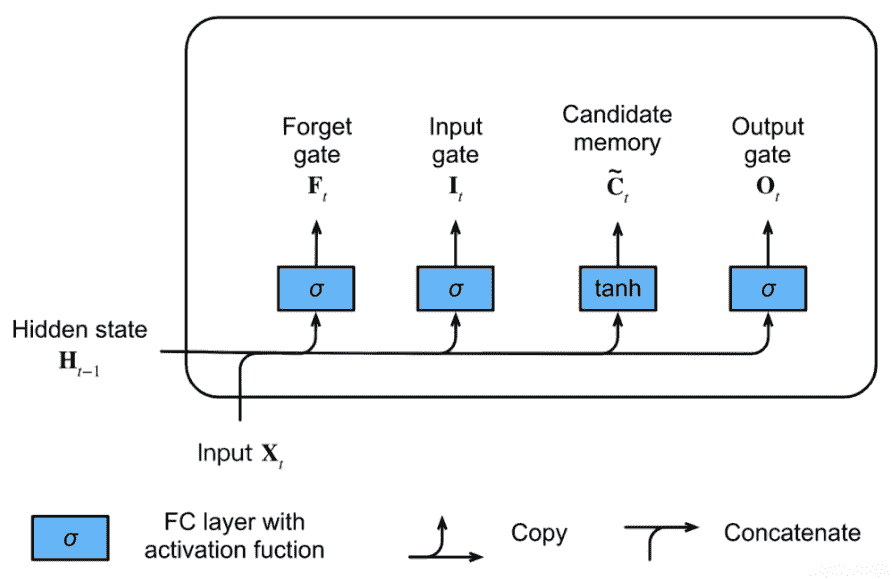 Forget
gate
F_t
Input
gate
I_t
Candidate
memory
C̃_t
Output
gate
O_t
σ
σ
tanh
σ
Hidden state
H_{t−1}
Input X_t
σ
FC layer with
activation fuction
Copy
Concatenate